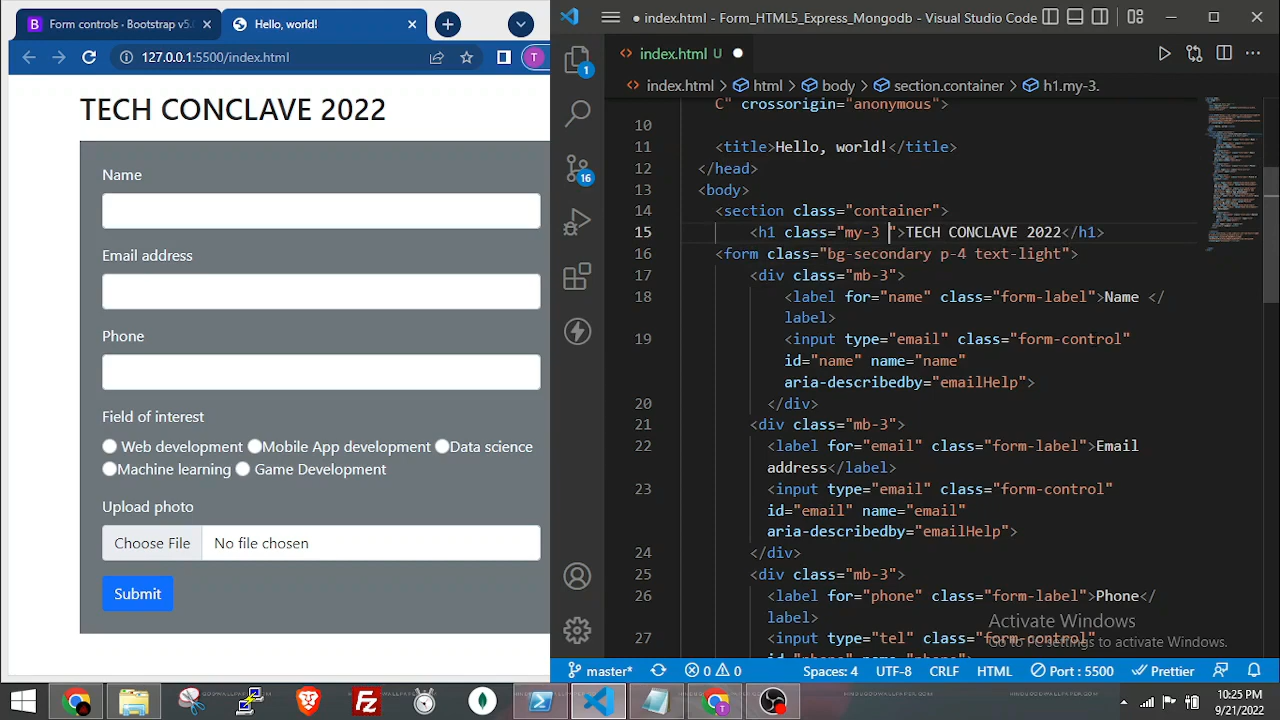 Form controls · Bootstrap v5.
Hello, world!
127.0.0.1:5500/index.html
T
TECH CONCLAVE 2022
Name
Email address
Phone
Field of interest
Web development Mobile App development Data science
Machine learning Game Development
Upload photo
Choose File No file chosen
Submit
index.html - Form_HTML5_Express_Mongodb - Visual Studio Code
index.html U
index.html > html > body > section.container > h1.my-3.
1
16
C" crossorigin="anonymous">
10
11 <title>Hello, world!</title>
12 </head>
13 <body>
14 <section class="container">
15 <h1 class="my-3 ">TECH CONCLAVE 2022</h1>
16 <form class="bg-secondary p-4 text-light">
17 <div class="mb-3">
18 <label for="name" class="form-label">Name </
label>
19 <input type="email" class="form-control"
id="name" name="name"
aria-describedby="emailHelp">
20 </div>
21 <div class="mb-3">
22 <label for="email" class="form-label">Email
address</label>
23 <input type="email" class="form-control"
id="email" name="email"
aria-describedby="emailHelp">
24 </div>
25 <div class="mb-3">
26 <label for="phone" class="form-label">Phone</
label>
27 <input type="tel" class="form-control"
id="phone" name="phone"
Activate Windows
Go to PC settings to activate Windows.
master* 0 0 Spaces: 4 UTF-8 CRLF HTML Port : 5500 Prettier
10:25 PM
9/21/2022